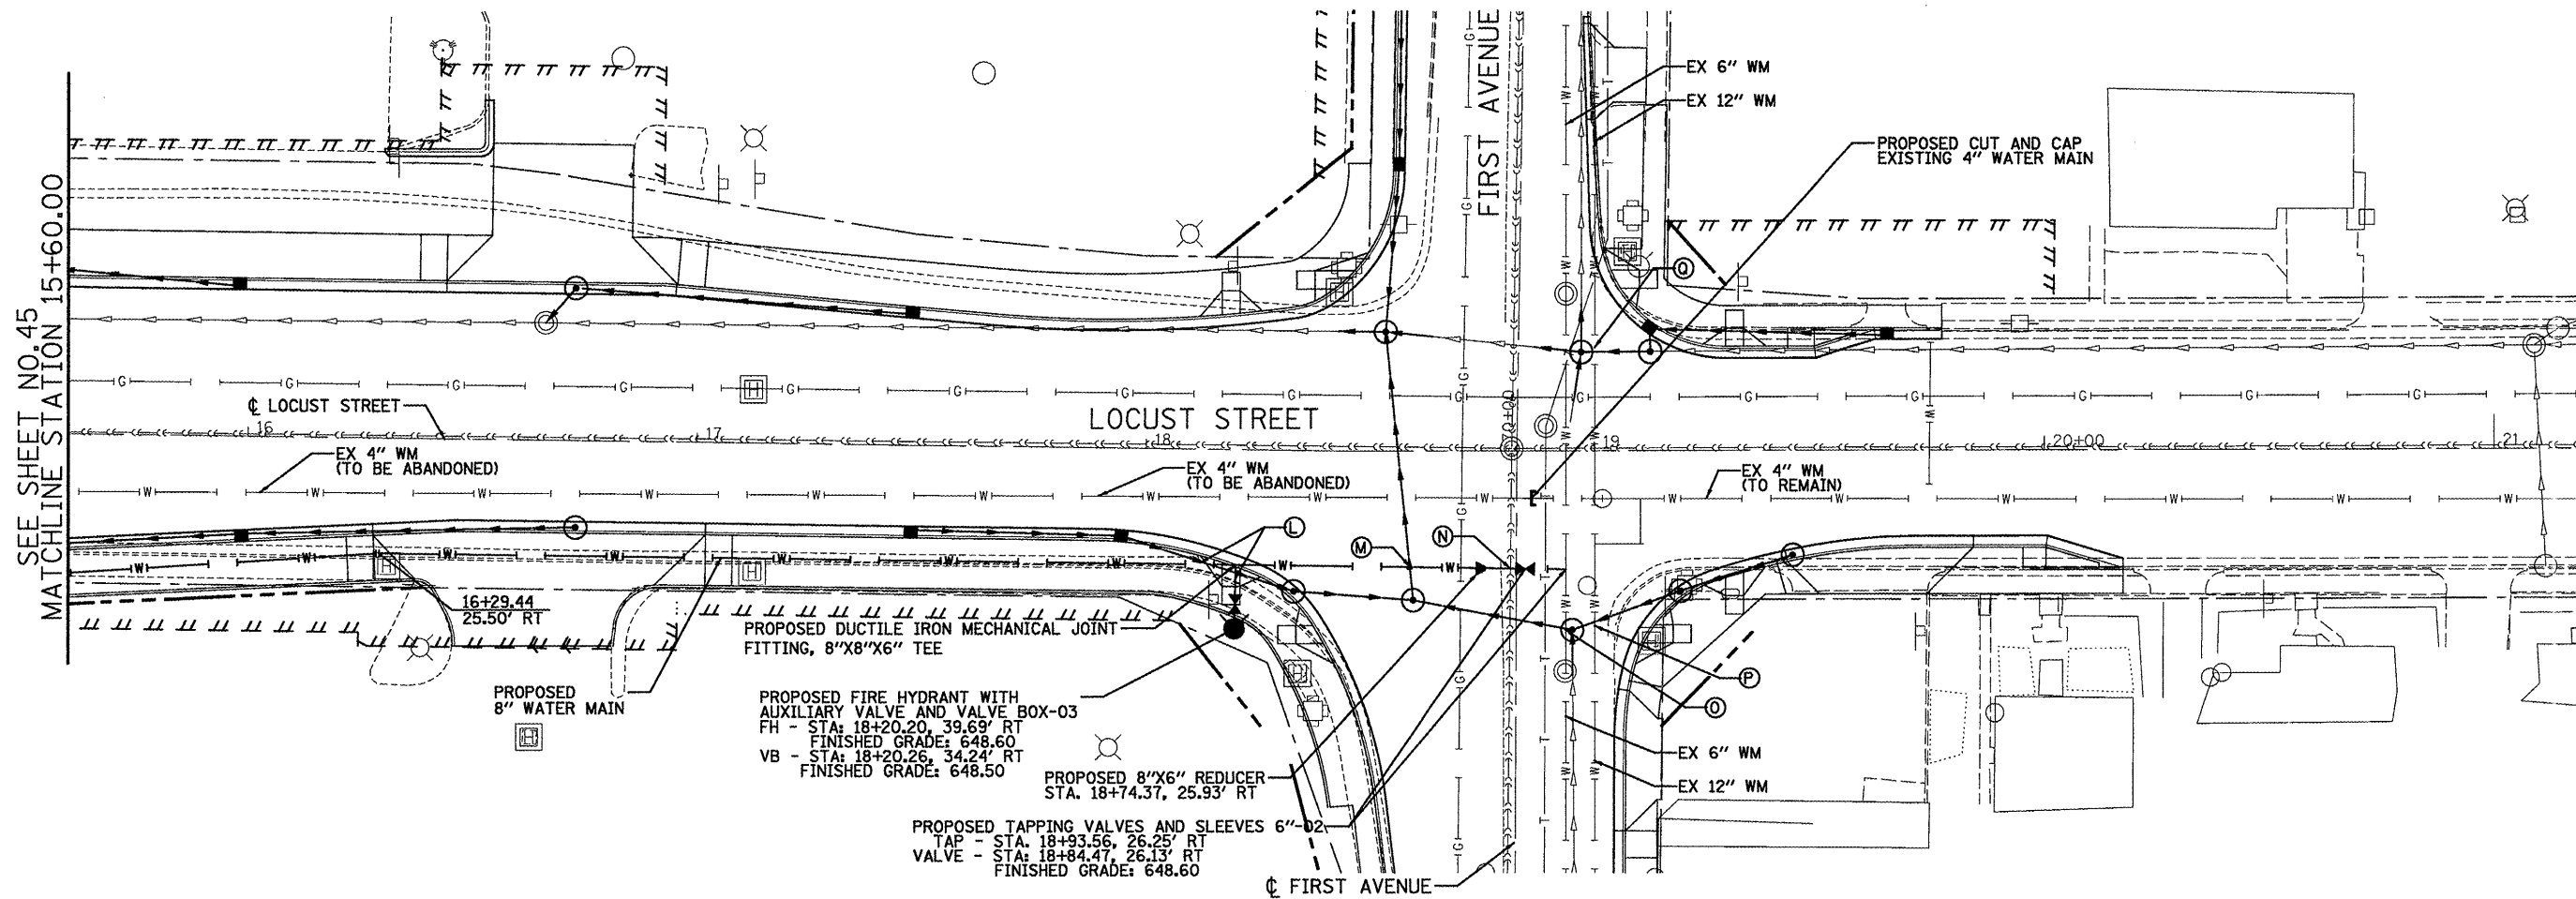 SEE SHEET NO.45
MATCHLINE STATION 15+60.00
FIRST AVENUE
EX 6" WM
EX 12" WM
PROPOSED CUT AND CAP
EXISTING 4" WATER MAIN
Q
H
H
G G G G G G G G G G G G G
H
℄ LOCUST STREET
LOCUST STREET
16 17 18 19 20+00 21
20+00
EX 4" WM
(TO BE ABANDONED)
EX 4" WM
(TO BE ABANDONED)
EX 4" WM
(TO REMAIN)
W W W W W W W W W W W W W W
L
M
N
W W W W W W W W W
H
H
16+29.44
25.50' RT
PROPOSED DUCTILE IRON MECHANICAL JOINT
FITTING, 8"X8"X6" TEE
H
H
P
O
PROPOSED
8" WATER MAIN
H
PROPOSED FIRE HYDRANT WITH
AUXILIARY VALVE AND VALVE BOX-03
FH - STA: 18+20.20, 39.69' RT
FINISHED GRADE: 648.60
VB - STA: 18+20.26, 34.24' RT
FINISHED GRADE: 648.50
EX 6" WM
EX 12" WM
PROPOSED 8"X6" REDUCER
STA. 18+74.37, 25.93' RT
PROPOSED TAPPING VALVES AND SLEEVES 6"-02
TAP - STA. 18+93.56, 26.25' RT
VALVE - STA: 18+84.47, 26.13' RT
FINISHED GRADE: 648.60
℄ FIRST AVENUE